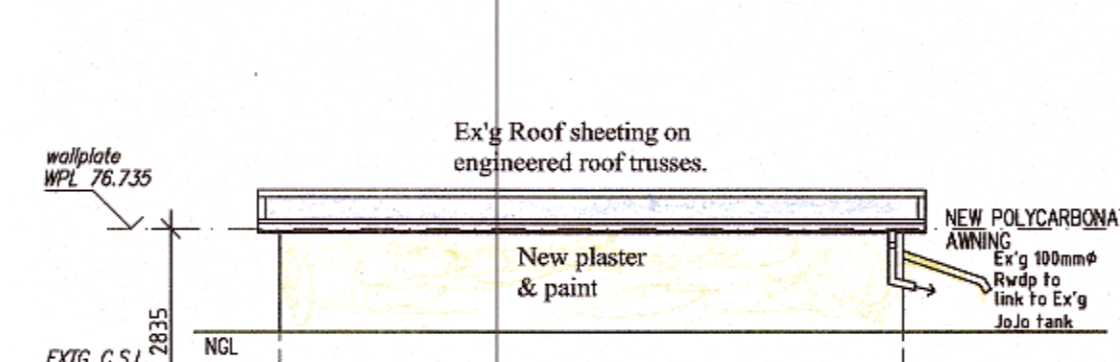 Ex'g Roof sheeting on
engineered roof trusses.
wallplate
WPL 76.735
NEW POLYCARBONA
AWNING
New plaster
& paint
Ex'g 100mmϕ
Rwdp to
link to Ex'g
JoJo tank
2835
NGL
EXTG C.S.L